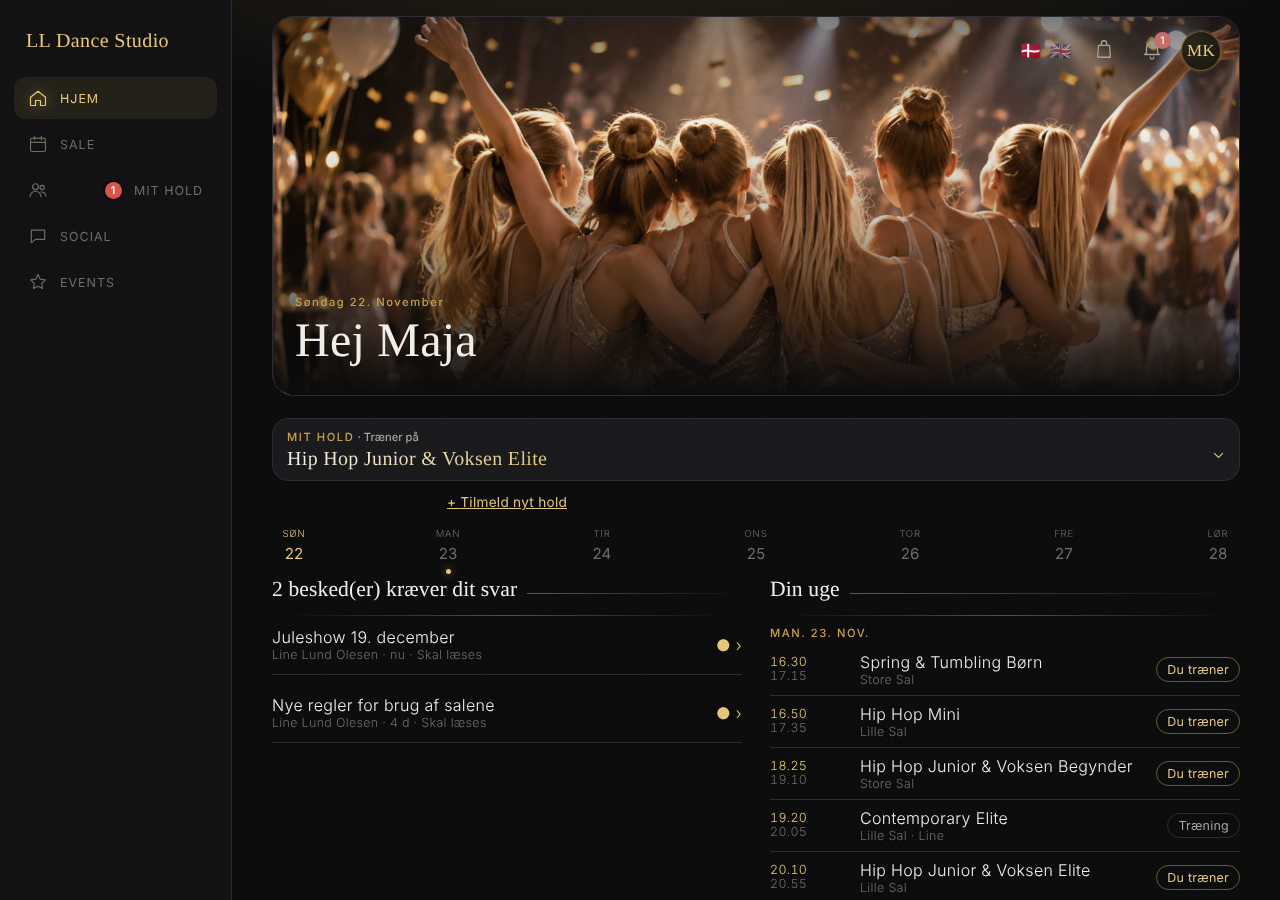 LL Dance Studio
HJEM
SALE
1 MIT HOLD
SOCIAL
EVENTS
1
MK
Søndag 22. November
Hej Maja
MIT HOLD · Træner på
Hip Hop Junior & Voksen Elite
+ Tilmeld nyt hold
SØN MAN TIR ONS TOR FRE LØR
22 23 24 25 26 27 28
2 besked(er) kræver dit svar
Juleshow 19. december
Line Lund Olesen · nu · Skal læses
Nye regler for brug af salene
Line Lund Olesen · 4 d · Skal læses
Din uge
MAN. 23. NOV.
16.30 Spring & Tumbling Børn Du træner
17.15 Store Sal
16.50 Hip Hop Mini Du træner
17.35 Lille Sal
18.25 Hip Hop Junior & Voksen Begynder Du træner
19.10 Store Sal
19.20 Contemporary Elite Træning
20.05 Lille Sal · Line
20.10 Hip Hop Junior & Voksen Elite Du træner
20.55 Lille Sal